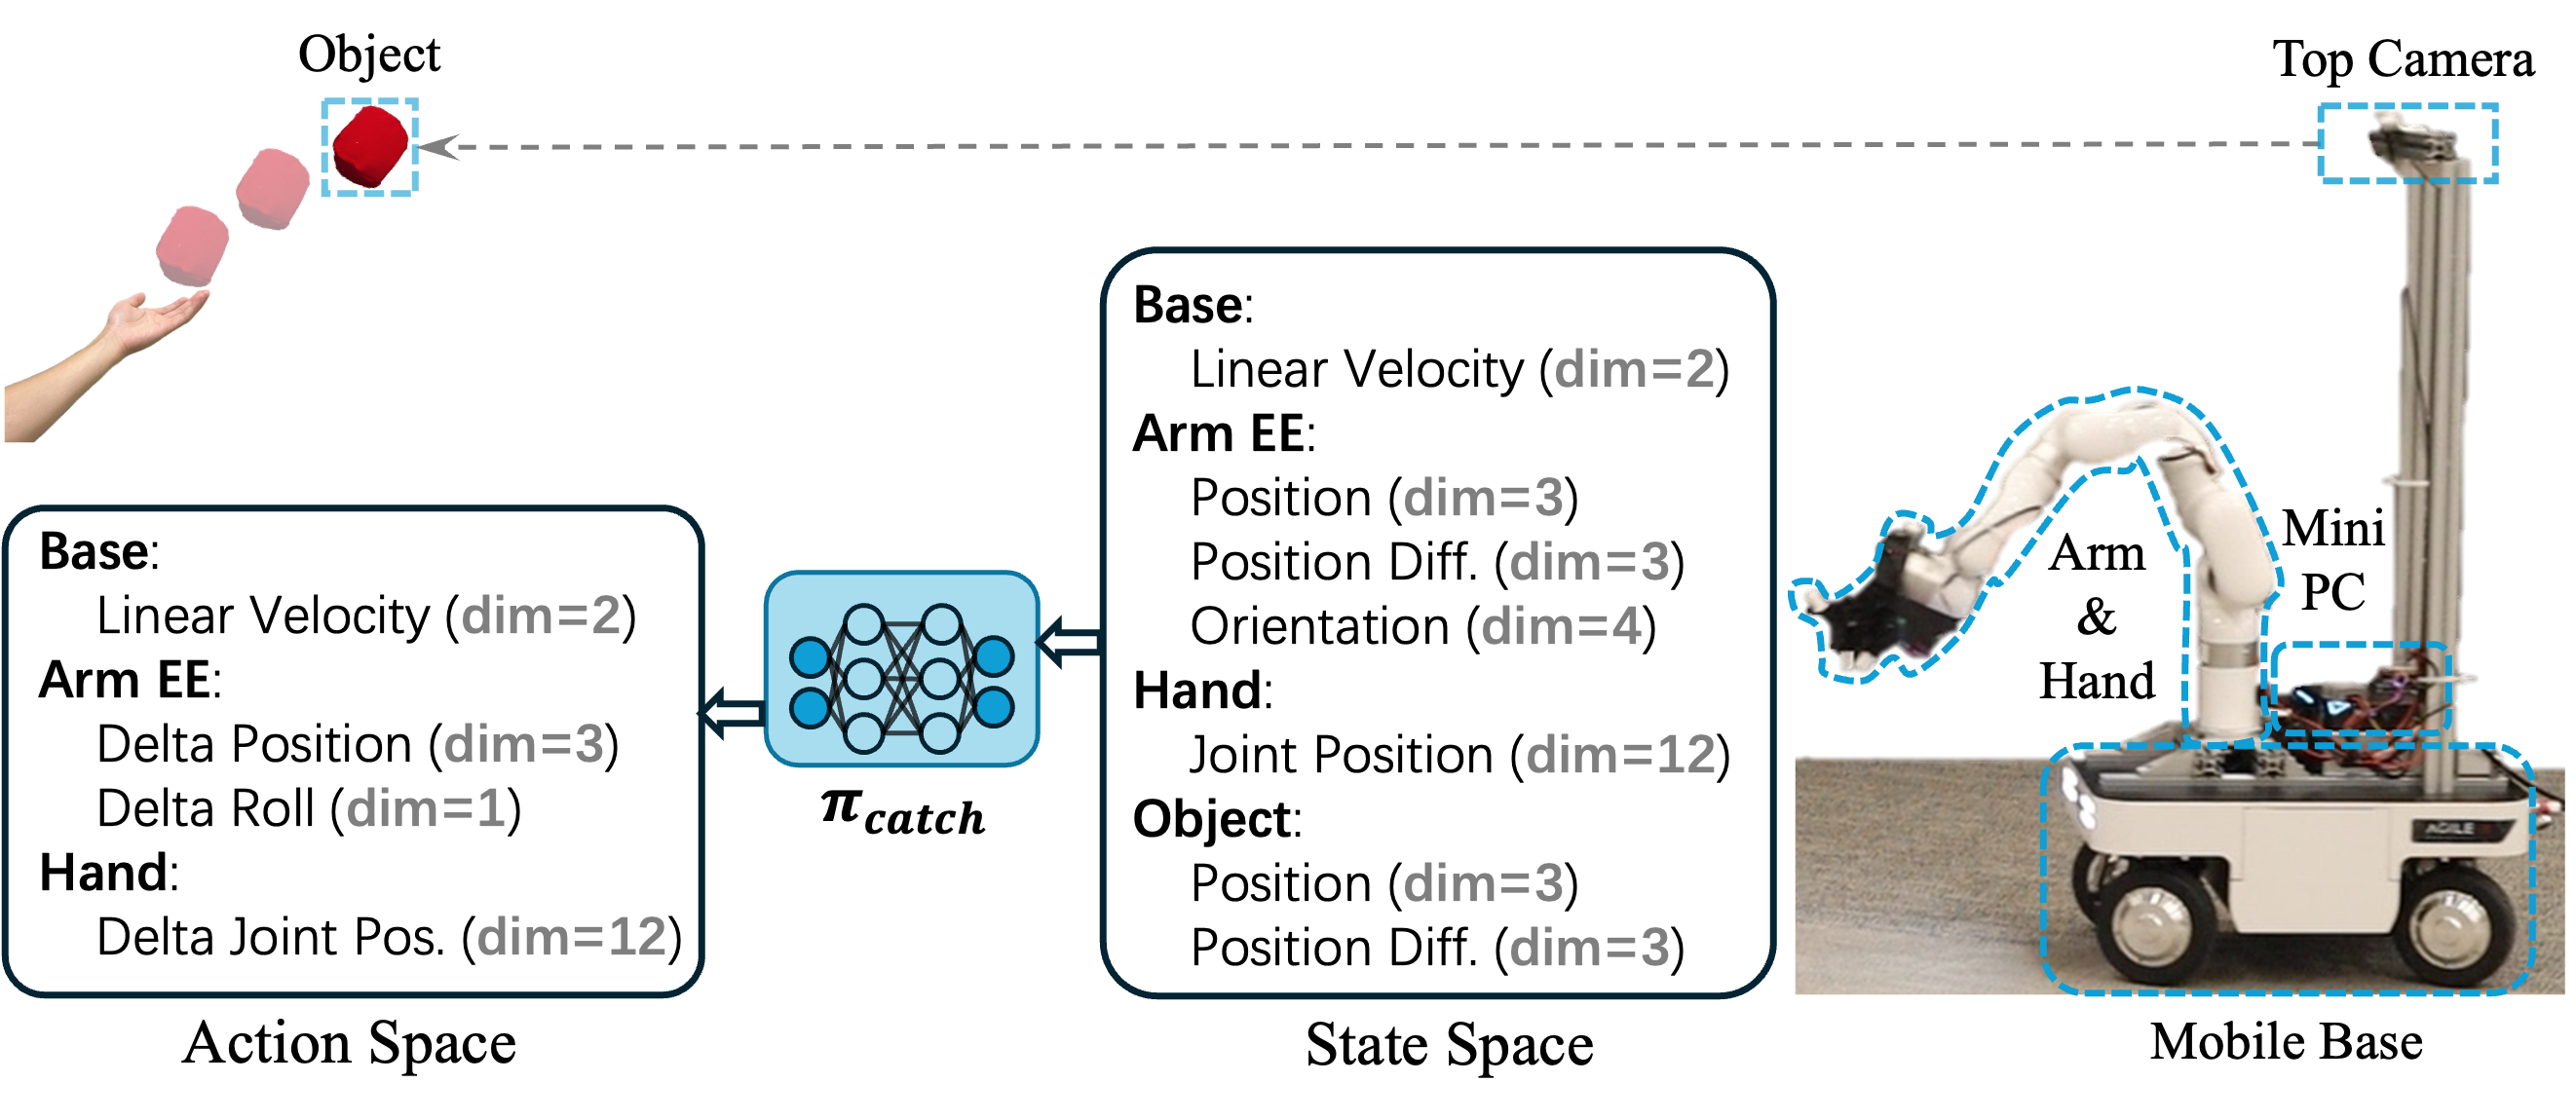 Object
Top Camera
Base:
Linear Velocity (dim=2)
Arm EE:
Position (dim=3)
Position Diff. (dim=3)
Orientation (dim=4)
Hand:
Joint Position (dim=12)
Object:
Position (dim=3)
Position Diff. (dim=3)
State Space
Base:
Linear Velocity (dim=2)
Arm EE:
Delta Position (dim=3)
Delta Roll (dim=1)
Hand:
Delta Joint Pos. (dim=12)
Action Space
π_catch
Arm
&
Hand
Mini
PC
AGILE
Mobile Base